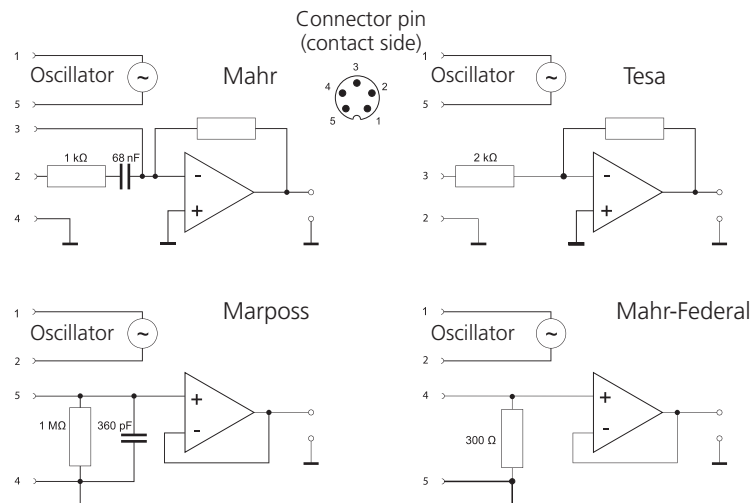 Connector pin
(contact side)
1
Oscillator
~
Mahr
5
3
1 kΩ
68 nF
2
-
+
4
3
4
2
5
1
1
Oscillator
~
Tesa
5
3
2 kΩ
-
+
2
1
Oscillator
~
Marposs
2
5
+
1 MΩ
360 pF
-
4
1
Oscillator
~
Mahr-Federal
2
4
+
300 Ω
-
5